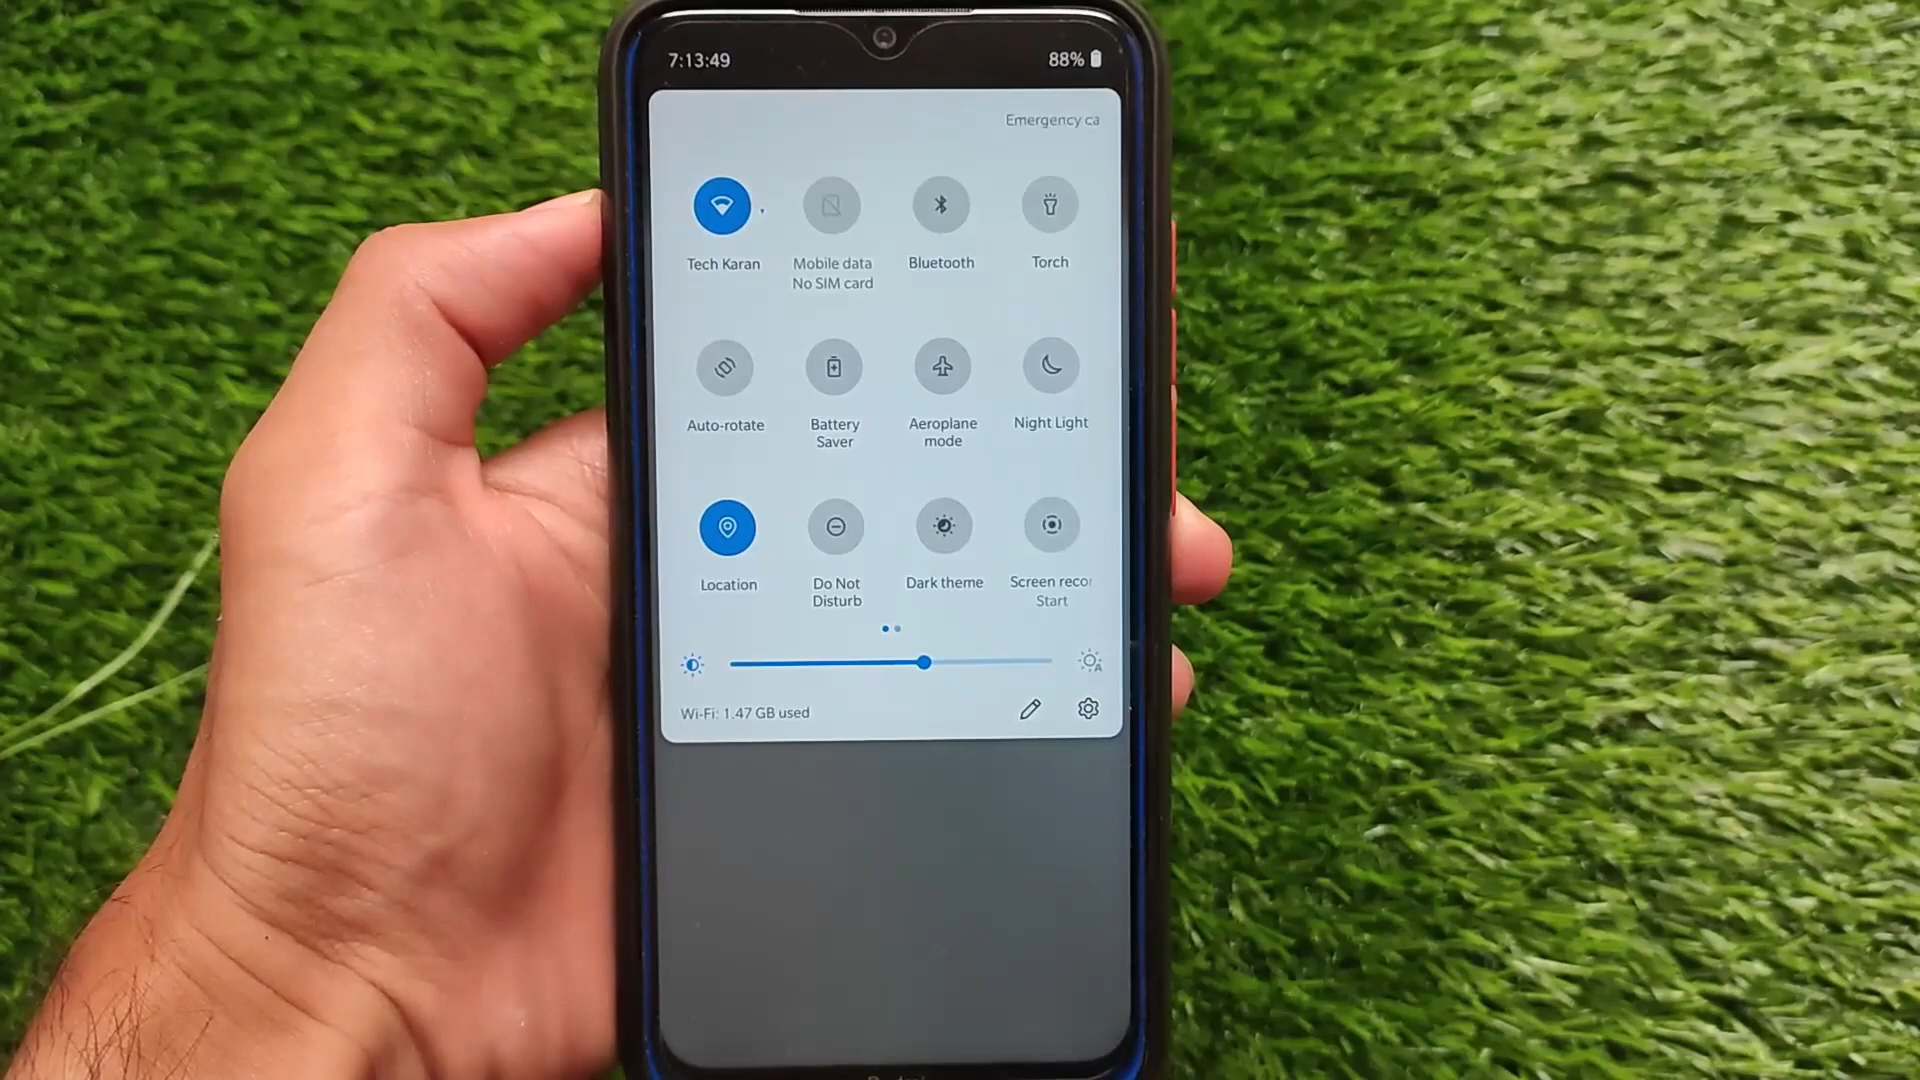 7:13:49 88%
Emergency ca
Tech Karan Mobile data Bluetooth Torch
No SIM card
Auto-rotate Battery Aeroplane Night Light
Saver mode
Location Do Not Dark theme Screen recor
Disturb Start
Wi-Fi: 1.47 GB used